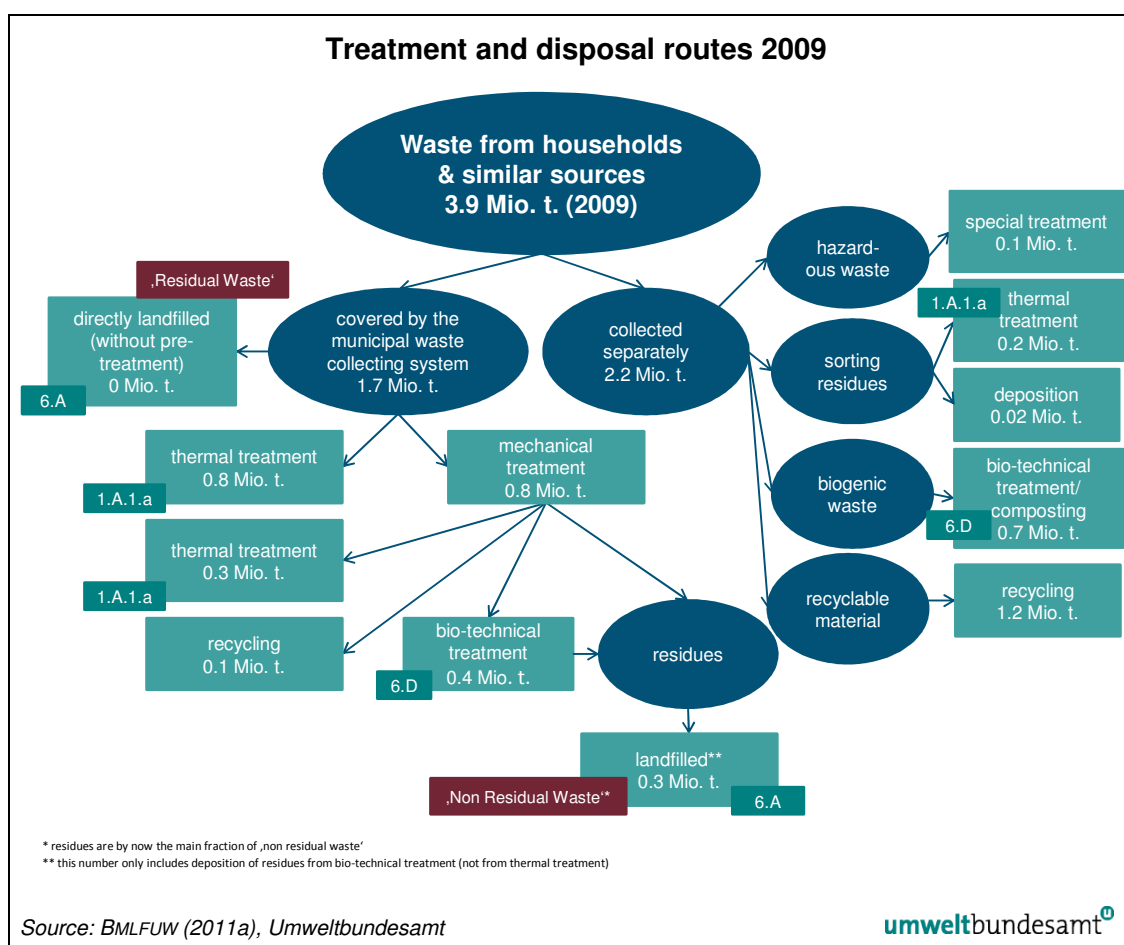 Treatment and disposal routes 2009
Waste from households
& similar sources
3.9 Mio. t. (2009)
hazard-
ous waste
special treatment
0.1 Mio. t.
‚Residual Waste‘
directly landfilled
(without pre-
treatment)
0 Mio. t.
6.A
covered by the
municipal waste
collecting system
1.7 Mio. t.
collected
separately
2.2 Mio. t.
sorting
residues
1.A.1.a
thermal
treatment
0.2 Mio. t.
deposition
0.02 Mio. t.
thermal treatment
0.8 Mio. t.
1.A.1.a
mechanical
treatment
0.8 Mio. t.
biogenic
waste
bio-technical
treatment/
composting
0.7 Mio. t.
6.D
thermal treatment
0.3 Mio. t.
1.A.1.a
recyclable
material
recycling
1.2 Mio. t.
recycling
0.1 Mio. t.
bio-technical
treatment
0.4 Mio. t.
6.D
residues
landfilled**
0.3 Mio. t.
‚Non Residual Waste‘*
6.A
* residues are by now the main fraction of ‚non residual waste‘
** this number only includes deposition of residues from bio-technical treatment (not from thermal treatment)
Source: BMLFUW (2011a), Umweltbundesamt
umweltbundesamt u